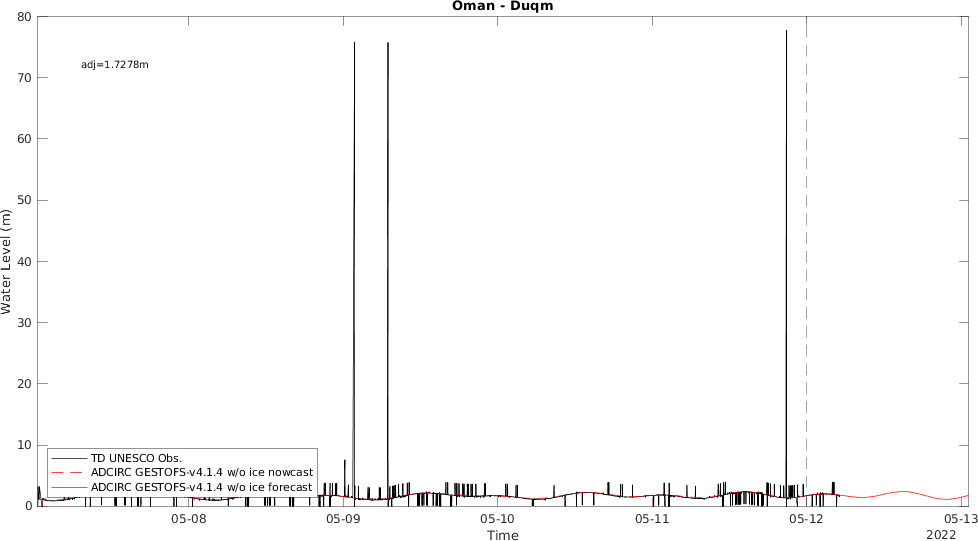 Oman - Duqm
adj=1.7278m
80
70
60
50
40
30
20
10
0
Water Level (m)
TD UNESCO Obs.
ADCIRC GESTOFS-v4.1.4 w/o ice nowcast
ADCIRC GESTOFS-v4.1.4 w/o ice forecast
05-08 05-09 05-10 05-11 05-12 05-13
Time
2022